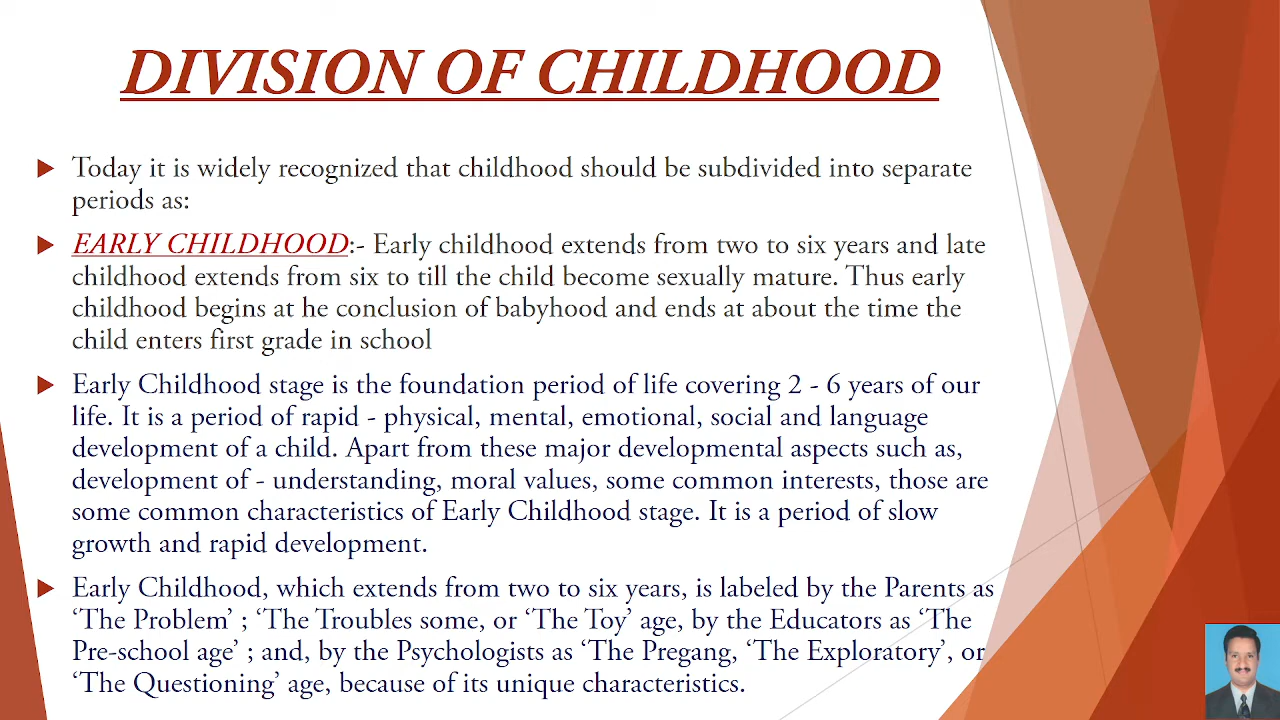 DIVISION OF CHILDHOOD
Today it is widely recognized that childhood should be subdivided into separate
periods as:
EARLY CHILDHOOD:- Early childhood extends from two to six years and late
childhood extends from six to till the child become sexually mature. Thus early
childhood begins at he conclusion of babyhood and ends at about the time the
child enters first grade in school
Early Childhood stage is the foundation period of life covering 2 - 6 years of our
life. It is a period of rapid - physical, mental, emotional, social and language
development of a child. Apart from these major developmental aspects such as,
development of - understanding, moral values, some common interests, those are
some common characteristics of Early Childhood stage. It is a period of slow
growth and rapid development.
Early Childhood, which extends from two to six years, is labeled by the Parents as
‘The Problem’ ; ‘The Troubles some, or ‘The Toy’ age, by the Educators as ‘The
Pre-school age’ ; and, by the Psychologists as ‘The Pregang, ‘The Exploratory’, or
‘The Questioning’ age, because of its unique characteristics.